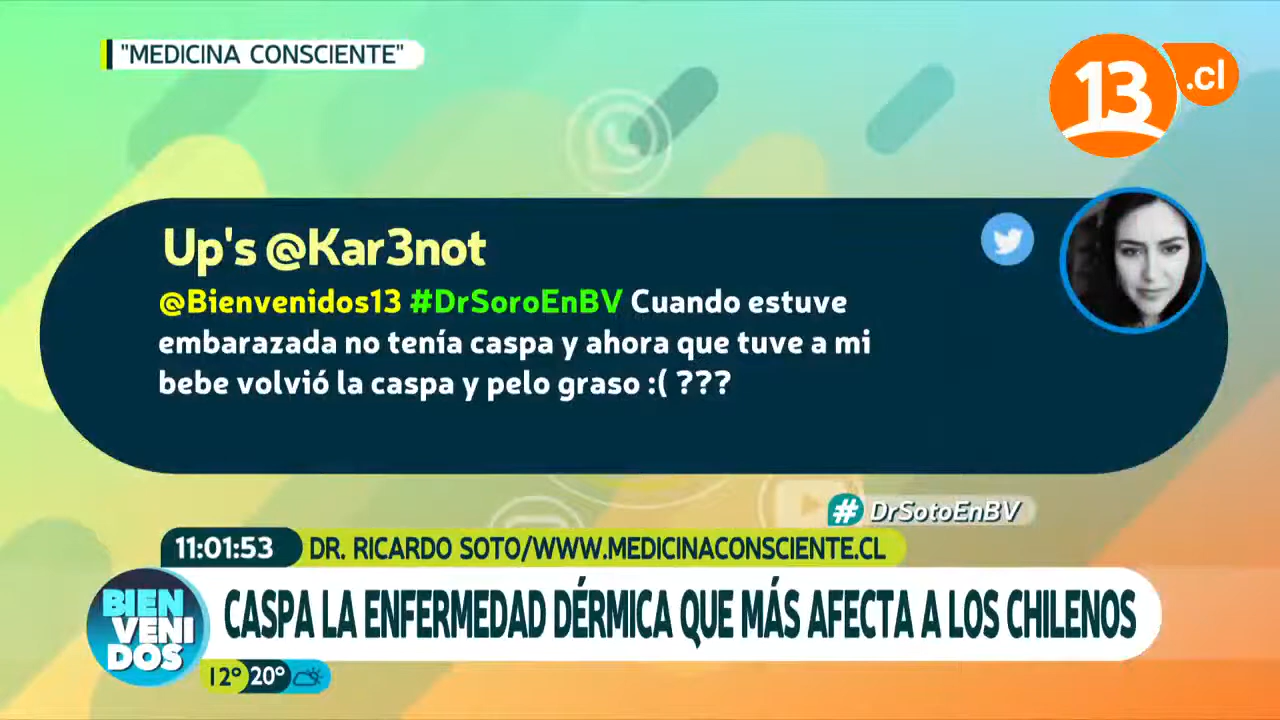 "MEDICINA CONSCIENTE"
13.cl
Up's @Kar3not
@Bienvenidos13 #DrSoroEnBV Cuando estuve
embarazada no tenía caspa y ahora que tuve a mi
bebe volvió la caspa y pelo graso :( ???
# DrSotoEnBV
11:01:53 DR. RICARDO SOTO/WWW.MEDICINACONSCIENTE.CL
BIEN
VENI
DOS
CASPA LA ENFERMEDAD DÉRMICA QUE MÁS AFECTA A LOS CHILENOS
12° 20°